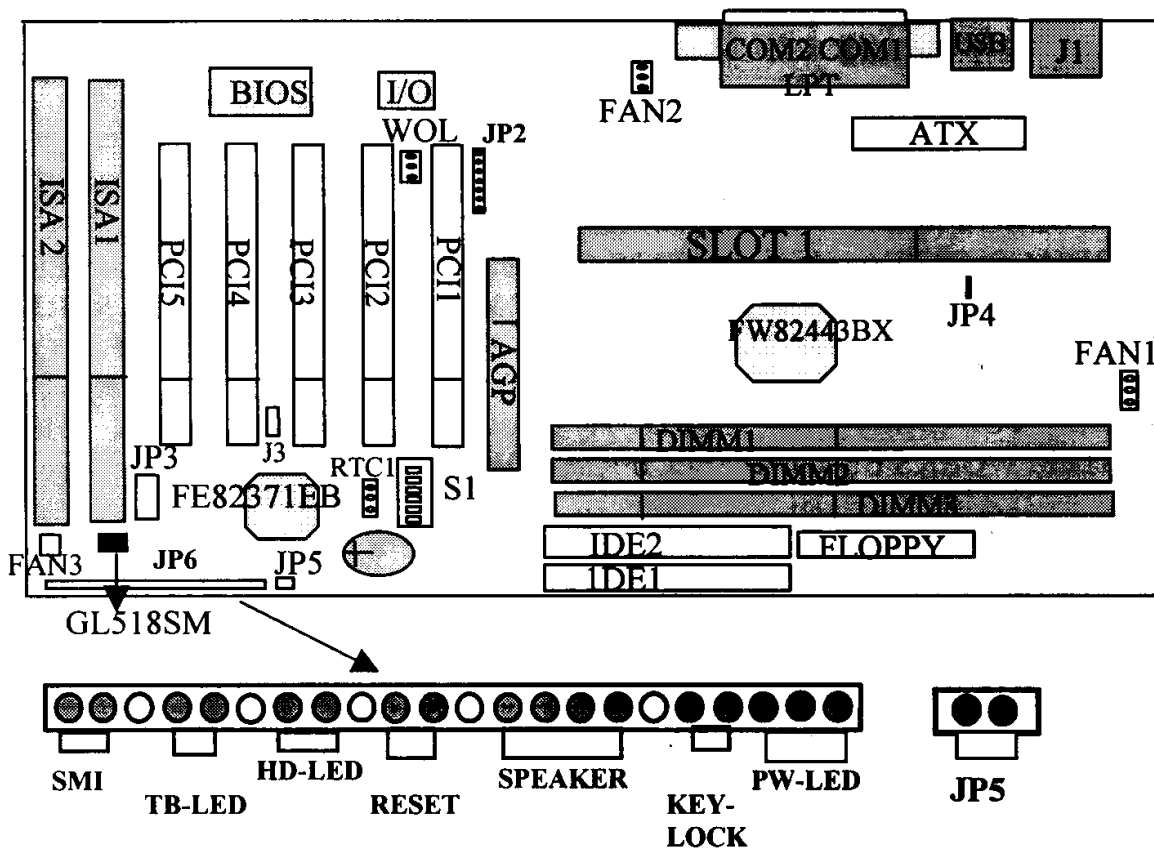 COM2 COM1
LPT
USB
J1
BIOS
I/O
FAN2
WOL
JP2
ATX
ISA 2
ISA1
PCI5
PCI4
PCI3
PCI2
PCI1
AGP
SLOT 1
JP4
FW82443BX
FAN1
DIMM1
DIMM2
DIMM3
JP3
J3
RTC1
S1
FE82371EB
IDE2
FLOPPY
IDE1
FAN3
JP6
JP5
GL518SM
SMI
TB-LED
HD-LED
RESET
SPEAKER
KEY-
LOCK
PW-LED
JP5